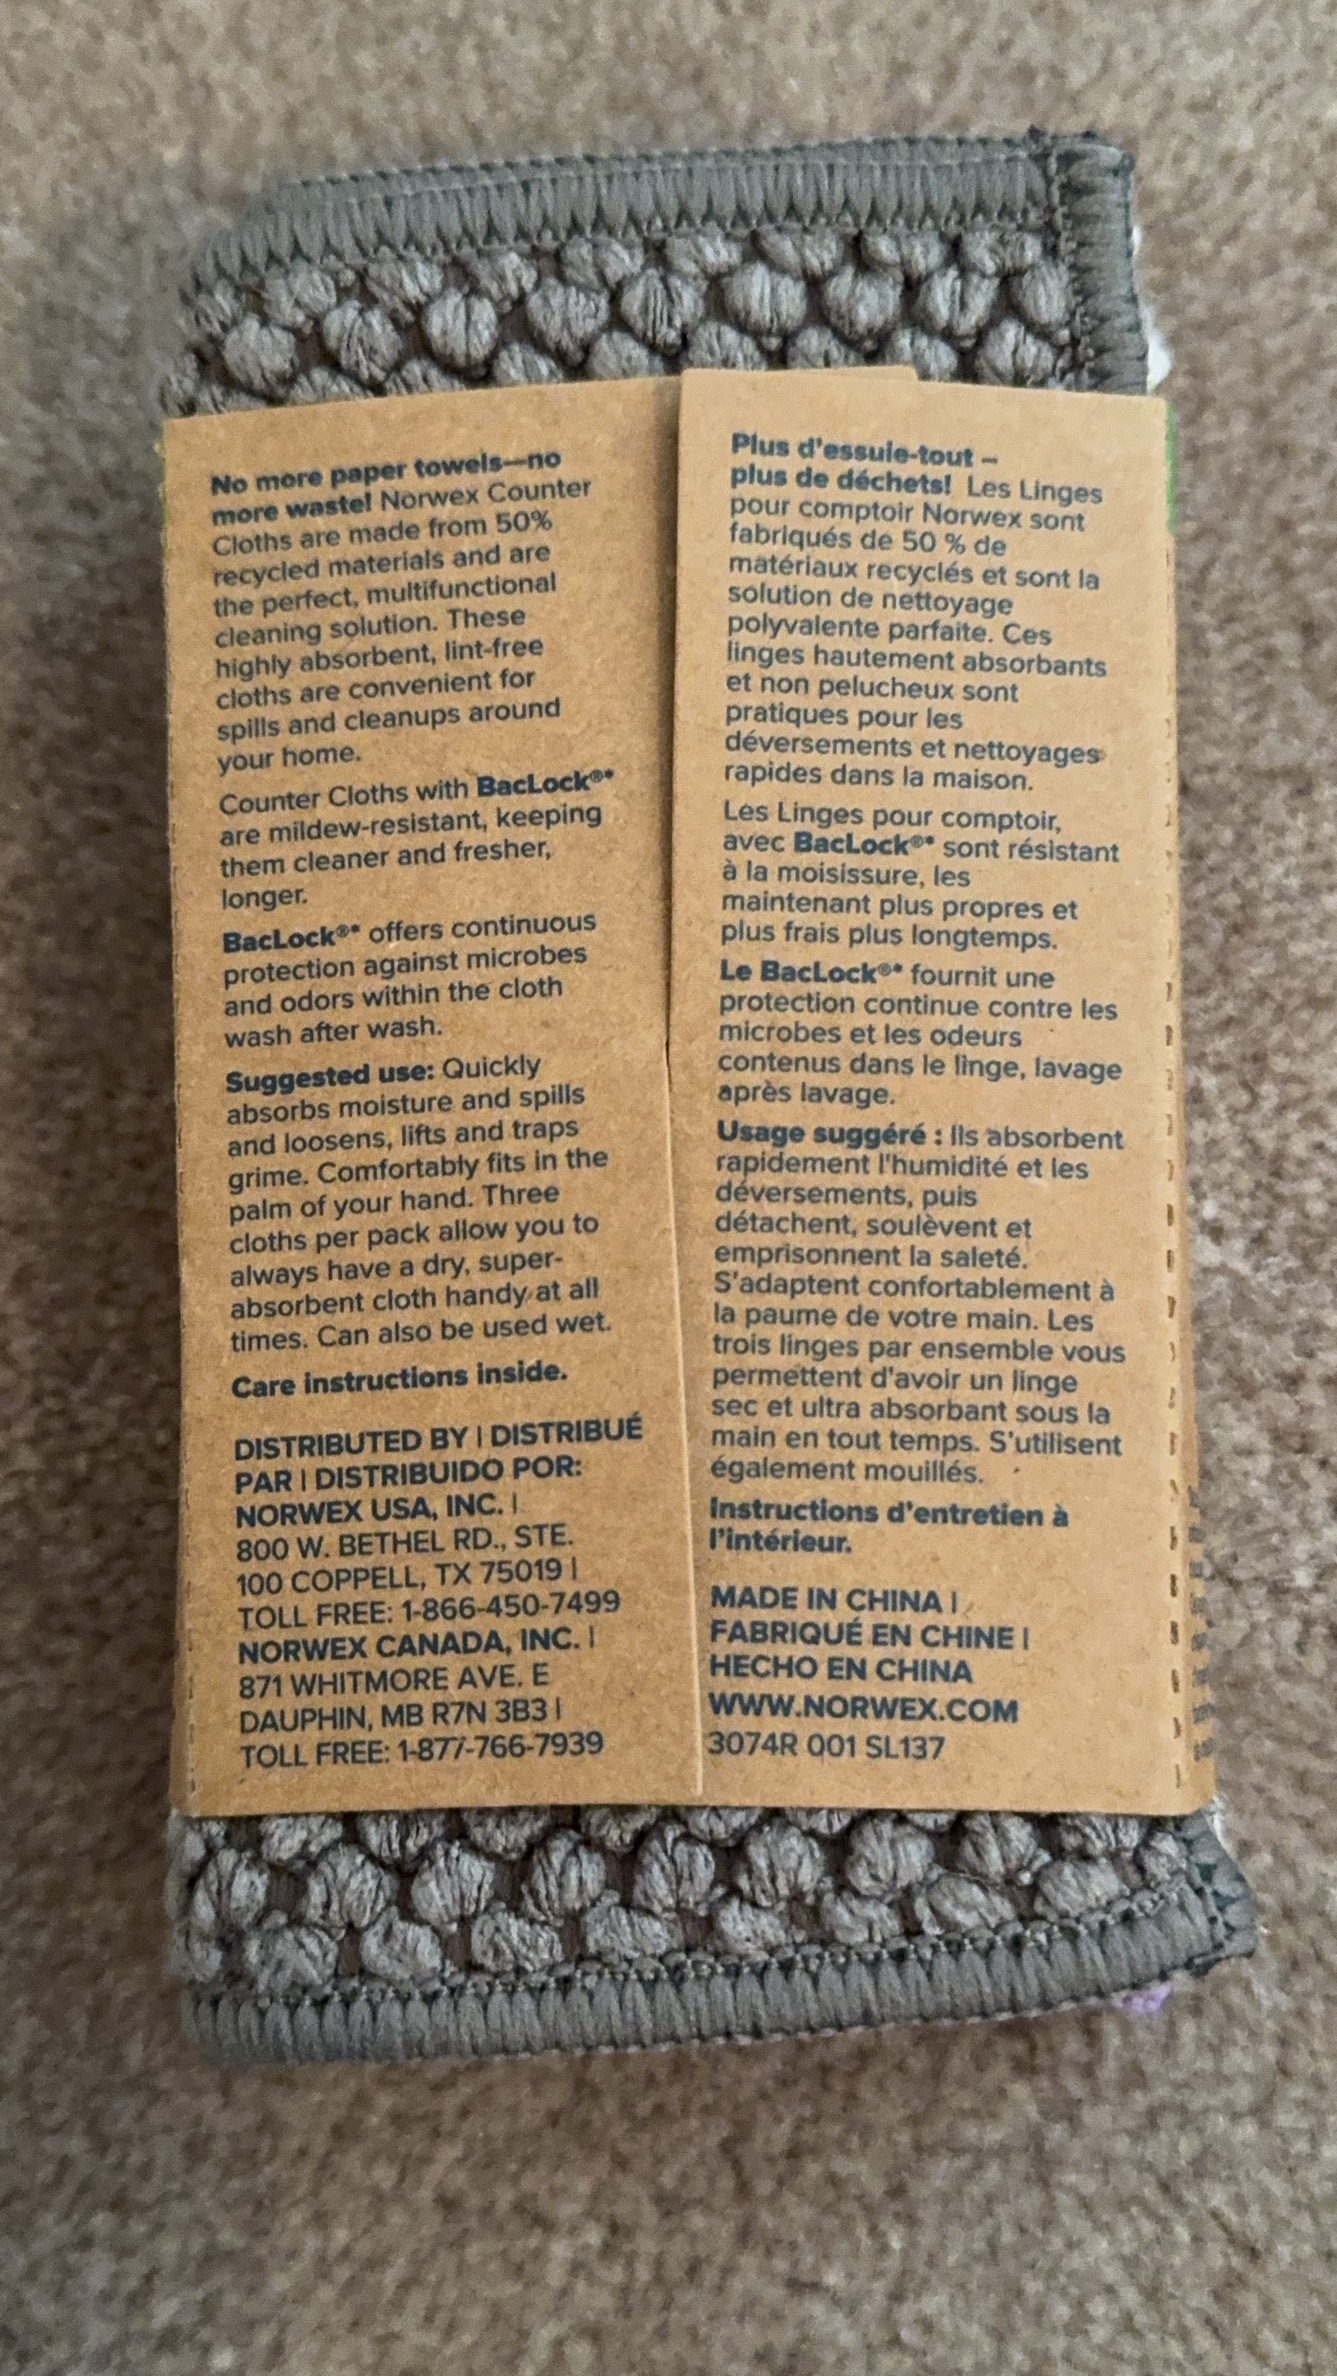 No more paper towels—no
more waste! Norwex Counter
Cloths are made from 50%
recycled materials and are
the perfect, multifunctional
cleaning solution. These
highly absorbent, lint-free
cloths are convenient for
spills and cleanups around
your home.
Counter Cloths with BacLock®*
are mildew-resistant, keeping
them cleaner and fresher,
longer.
BacLock®* offers continuous
protection against microbes
and odors within the cloth
wash after wash.
Suggested use: Quickly
absorbs moisture and spills
and loosens, lifts and traps
grime. Comfortably fits in the
palm of your hand. Three
cloths per pack allow you to
always have a dry, super-
absorbent cloth handy at all
times. Can also be used wet.
Care instructions inside.
DISTRIBUTED BY | DISTRIBUÉ
PAR | DISTRIBUIDO POR:
NORWEX USA, INC. |
800 W. BETHEL RD., STE.
100 COPPELL, TX 75019 |
TOLL FREE: 1-866-450-7499
NORWEX CANADA, INC. |
871 WHITMORE AVE. E
DAUPHIN, MB R7N 3B3 |
TOLL FREE: 1-877-766-7939
Plus d'essuie-tout –
plus de déchets! Les Linges
pour comptoir Norwex sont
fabriqués de 50 % de
matériaux recyclés et sont la
solution de nettoyage
polyvalente parfaite. Ces
linges hautement absorbants
et non pelucheux sont
pratiques pour les
déversements et nettoyages
rapides dans la maison.
Les Linges pour comptoir,
avec BacLock®* sont résistant
à la moisissure, les
maintenant plus propres et
plus frais plus longtemps.
Le BacLock®* fournit une
protection continue contre les
microbes et les odeurs
contenus dans le linge, lavage
après lavage.
Usage suggéré : Ils absorbent
rapidement l'humidité et les
déversements, puis
détachent, soulèvent et
emprisonnent la saleté.
S'adaptent confortablement à
la paume de votre main. Les
trois linges par ensemble vous
permettent d'avoir un linge
sec et ultra absorbant sous la
main en tout temps. S'utilisent
également mouillés.
Instructions d'entretien à
l'intérieur.
MADE IN CHINA |
FABRIQUÉ EN CHINE |
HECHO EN CHINA
WWW.NORWEX.COM
3074R 001 SL137